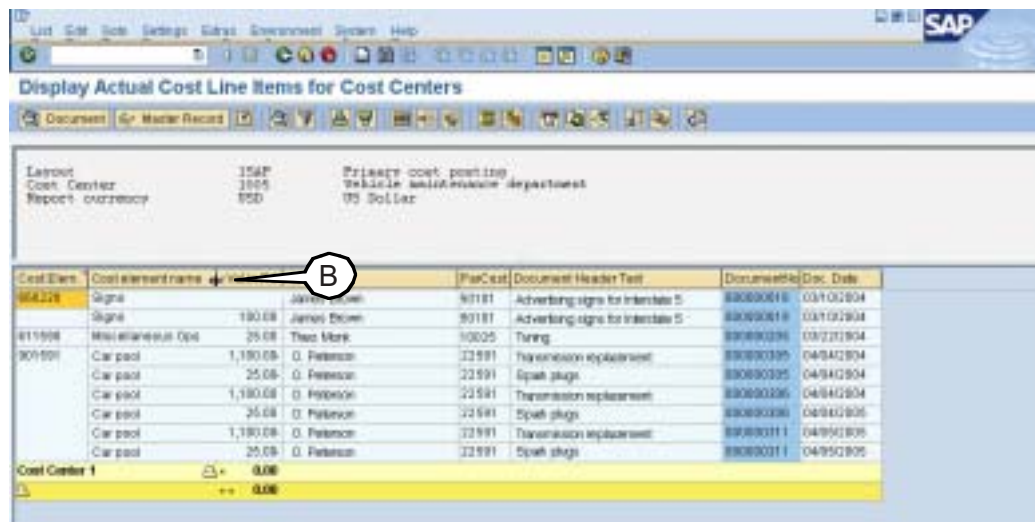 List Edit Goto Settings Extras Environment System Help
SAP
Display Actual Cost Line Items for Cost Centers
Document Master Record
Layout 1SAP Primary cost posting
Cost Center 1005 Vehicle maintenance department
Report currency USD US Dollar
B
Cost Elem. Cost element name ParCest Document Header Text DocumentNo Doc. Date
Signs James Brown 90101 Advertising signs for Interstate 5 03/10/2004
Signs 100.00 James Brown 90101 Advertising signs for Interstate 5 03/10/2004
Miscellaneous Ops 25.00 Theo Monk 10025 Tuning 03/22/2004
Car pool 1,100.00- O. Peterson 22591 Transmission replacement 04/04/2004
Car pool 25.00- O. Peterson 22591 Spark plugs 04/04/2004
Car pool 1,100.00 O. Peterson 22591 Transmission replacement 04/04/2004
Car pool 25.00 O. Peterson 22591 Spark plugs
Car pool 1,100.00- O. Peterson 22591 Transmission replacement
Car pool 25.00- O. Peterson 22591 Spark plugs
Cost Center 1 0.00
0.00